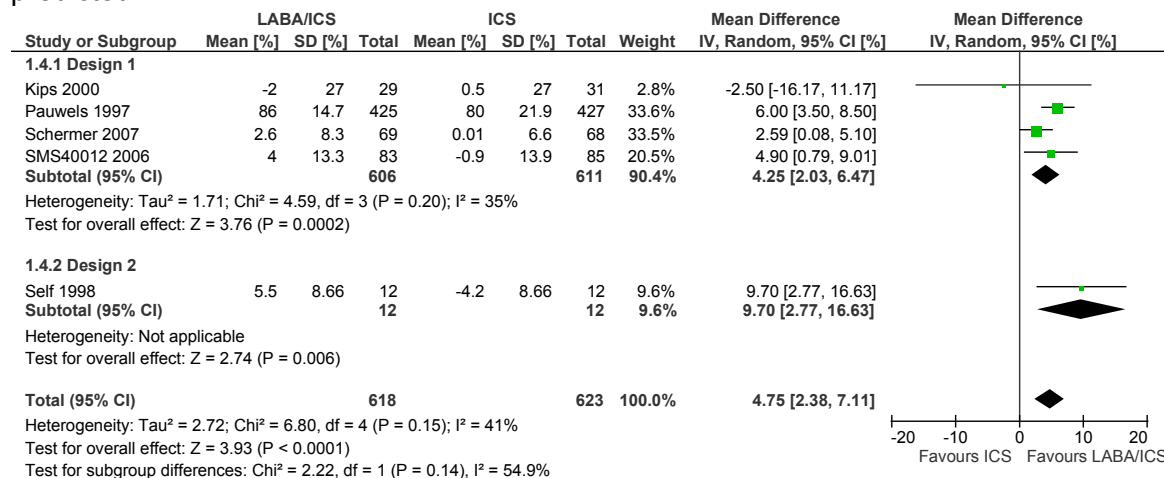 LABA/ICS ICS Mean Difference Mean Difference
Study or Subgroup Mean [%] SD [%] Total Mean [%] SD [%] Total Weight IV, Random, 95% CI [%] IV, Random, 95% CI [%]
1.4.1 Design 1
Kips 2000 -2 27 29 0.5 27 31 2.8% -2.50 [-16.17, 11.17]
Pauwels 1997 86 14.7 425 80 21.9 427 33.6% 6.00 [3.50, 8.50]
Schermer 2007 2.6 8.3 69 0.01 6.6 68 33.5% 2.59 [0.08, 5.10]
SMS40012 2006 4 13.3 83 -0.9 13.9 85 20.5% 4.90 [0.79, 9.01]
Subtotal (95% CI) 606 611 90.4% 4.25 [2.03, 6.47]
Heterogeneity: Tau² = 1.71; Chi² = 4.59, df = 3 (P = 0.20); I² = 35%
Test for overall effect: Z = 3.76 (P = 0.0002)
1.4.2 Design 2
Self 1998 5.5 8.66 12 -4.2 8.66 12 9.6% 9.70 [2.77, 16.63]
Subtotal (95% CI) 12 12 9.6% 9.70 [2.77, 16.63]
Heterogeneity: Not applicable
Test for overall effect: Z = 2.74 (P = 0.006)
Total (95% CI) 618 623 100.0% 4.75 [2.38, 7.11]
Heterogeneity: Tau² = 2.72; Chi² = 6.80, df = 4 (P = 0.15); I² = 41%
Test for overall effect: Z = 3.93 (P < 0.0001)
Test for subgroup differences: Chi² = 2.22, df = 1 (P = 0.14), I² = 54.9%
-20 -10 0 10 20
Favours ICS Favours LABA/ICS